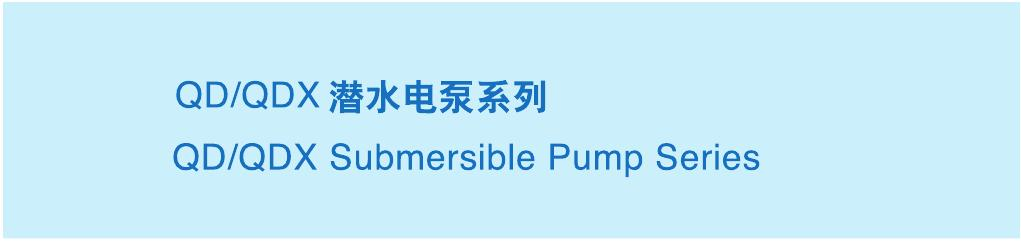 QD/QDX 潜水电泵系列
QD/QDX Submersible Pump Series